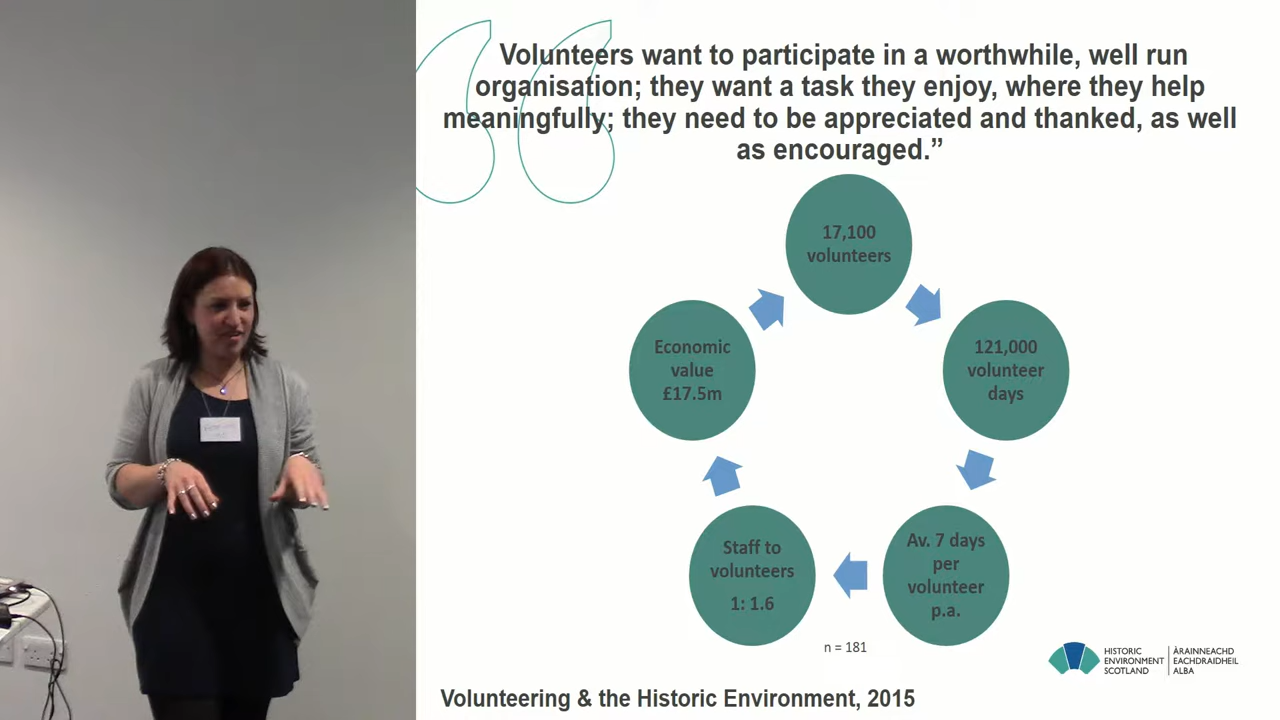 Volunteers want to participate in a worthwhile, well run
organisation; they want a task they enjoy, where they help
meaningfully; they need to be appreciated and thanked, as well
as encouraged.”
17,100
volunteers
121,000
volunteer
days
Av. 7 days
per
volunteer
p.a.
Staff to
volunteers
1: 1.6
Economic
value
£17.5m
n = 181
HISTORIC
ENVIRONMENT
SCOTLAND
ÀRAINNEACHD
EACHDRAIDHEIL
ALBA
Volunteering & the Historic Environment, 2015